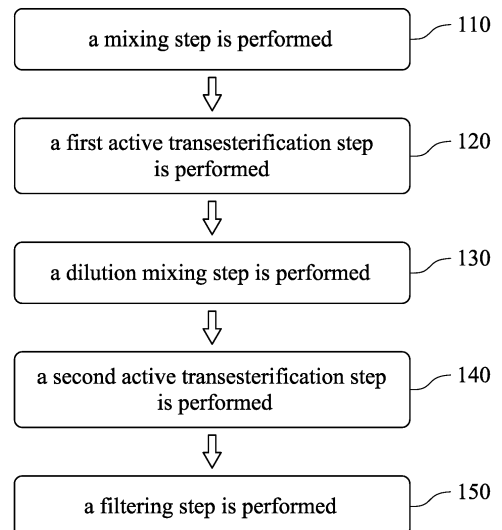 a mixing step is performed
110
a first active transesterification step
is performed
120
a dilution mixing step is performed
130
a second active transesterification step
is performed
140
a filtering step is performed
150